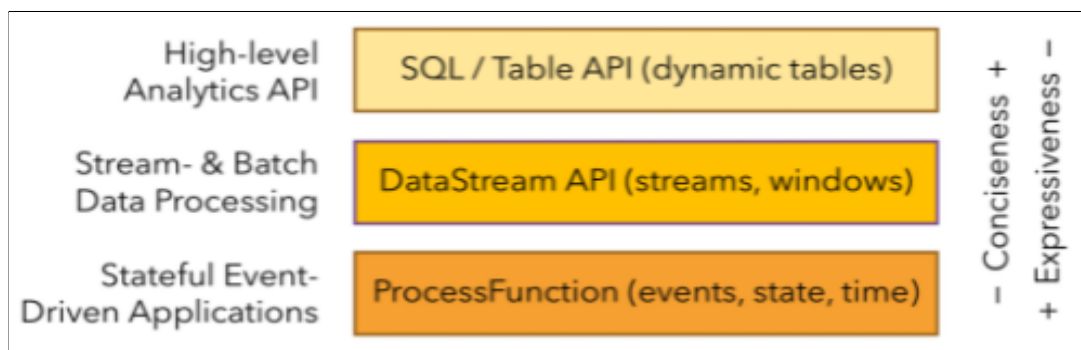 High-level
Analytics API
SQL / Table API (dynamic tables)
Stream- & Batch
Data Processing
DataStream API (streams, windows)
Stateful Event-
Driven Applications
ProcessFunction (events, state, time)
– Conciseness +
+ Expressiveness –